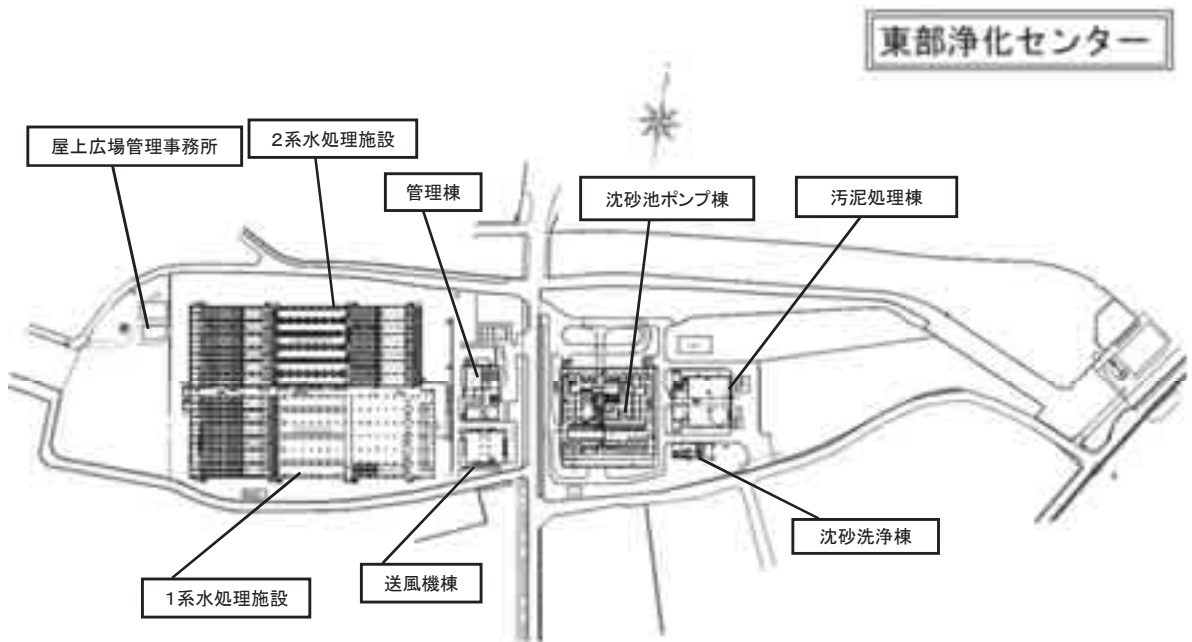 東部浄化センター
屋上広場管理事務所
2系水処理施設
管理棟
沈砂池ポンプ棟
汚泥処理棟
1系水処理施設
送風機棟
沈砂洗浄棟